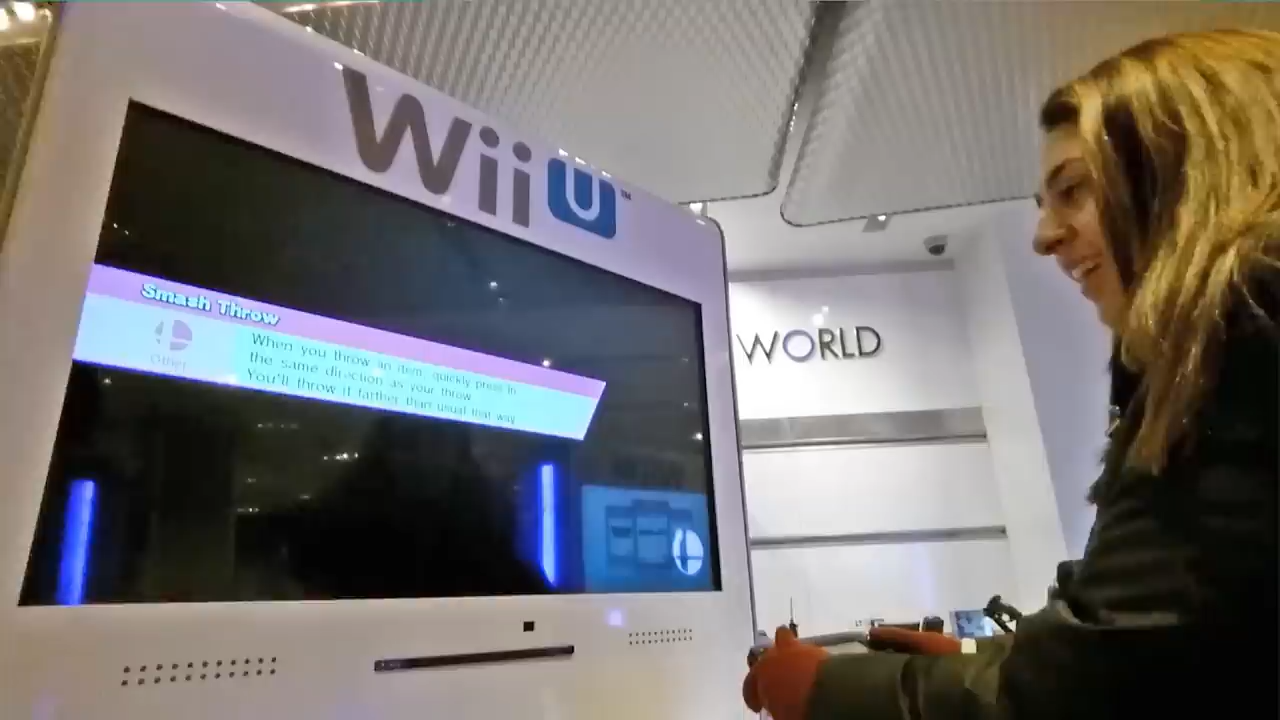 Wii U™
Smash Throw
Other
When you throw an item, quickly press in
the same direction as your throw.
You'll throw it farther than usual that way.
WORLD